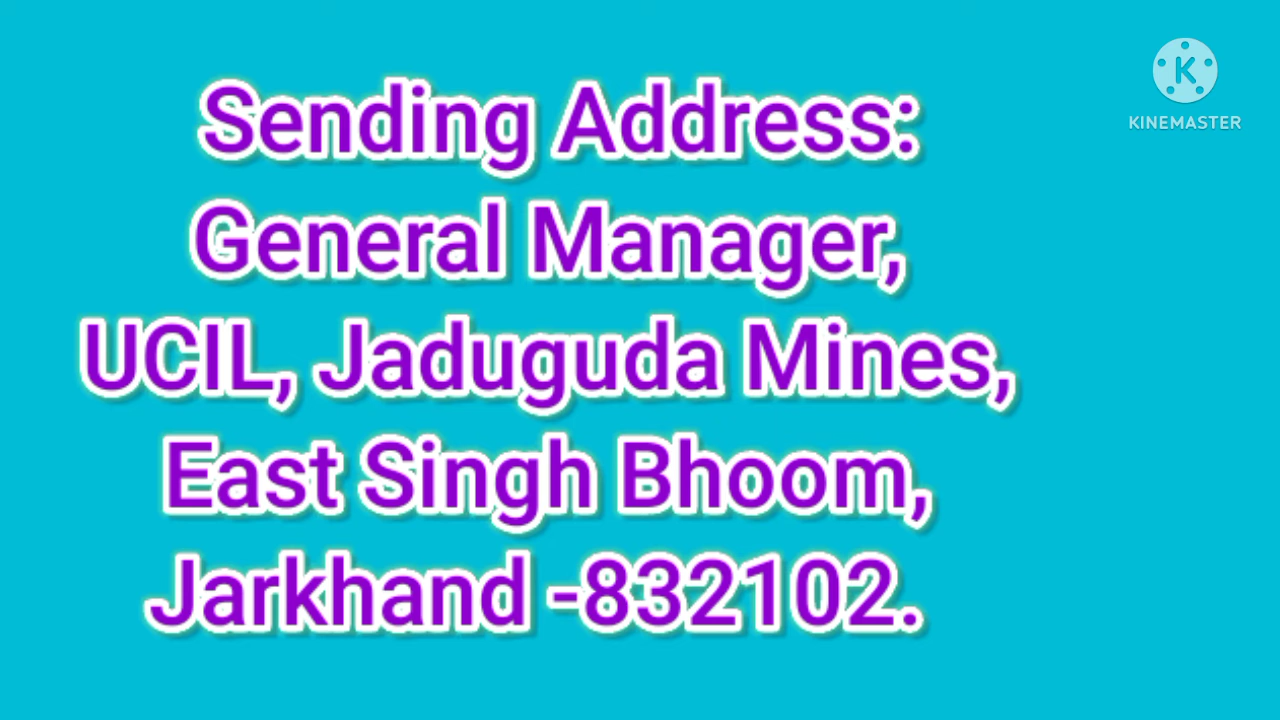 Sending Address:
General Manager,
UCIL, Jaduguda Mines,
East Singh Bhoom,
Jarkhand -832102.
K
KINEMASTER